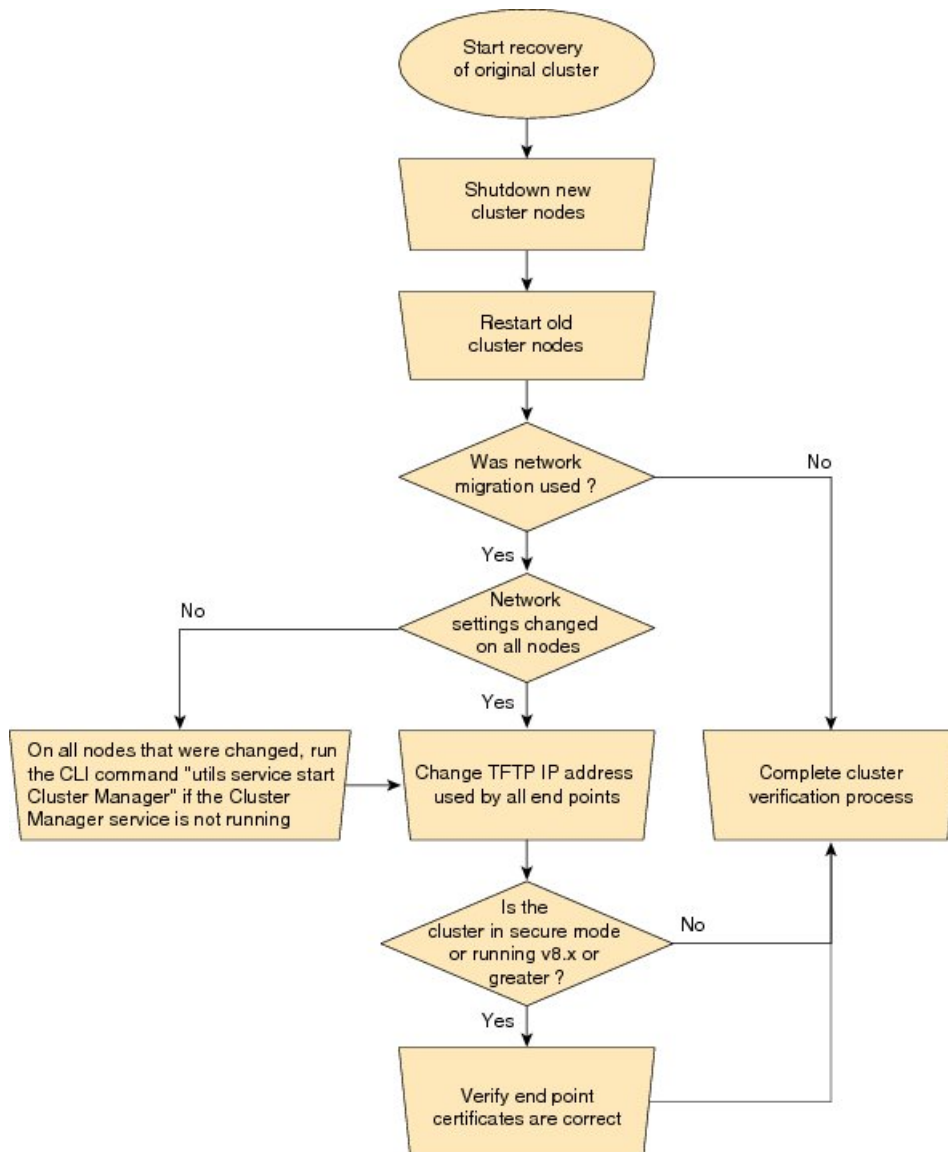 Start recovery
of original cluster
Shutdown new
cluster nodes
Restart old
cluster nodes
Was network
migration used ?
No
Yes
Network
settings changed
on all nodes
No
Yes
On all nodes that were changed, run
the CLI command "utils service start
Cluster Manager" if the Cluster
Manager service is not running
Change TFTP IP address
used by all end points
Complete cluster
verification process
Is the
cluster in secure mode
or running v8.x or
greater ?
No
Yes
Verify end point
certificates are correct